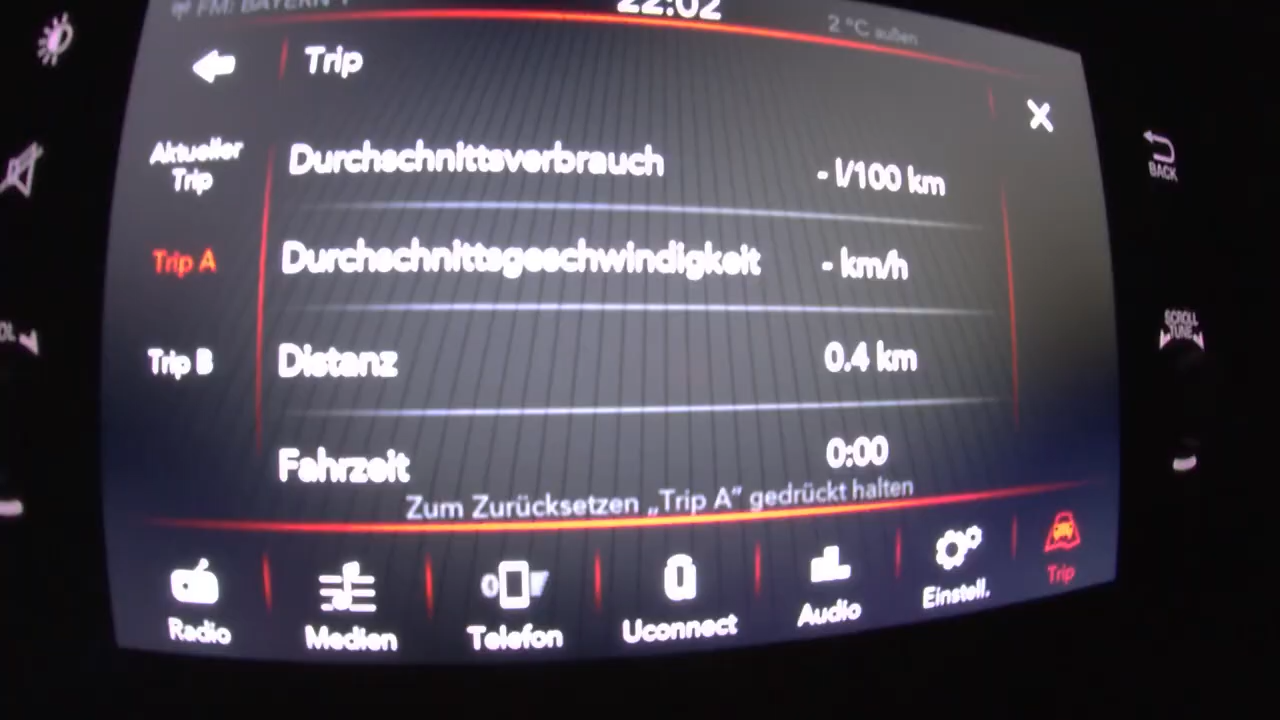 FM: BAYERN 1
22:02
2 °C außen
Trip
Aktueller
Trip
Durchschnittsverbrauch
- l/100 km
BACK
Trip A
Durchschnittsgeschwindigkeit
- km/h
Trip B
Distanz
0.4 km
SCROLL
TUNE
Fahrzeit
0:00
Zum Zurücksetzen „Trip A" gedrückt halten
Radio
Medien
Telefon
Uconnect
Audio
Einstell.
Trip